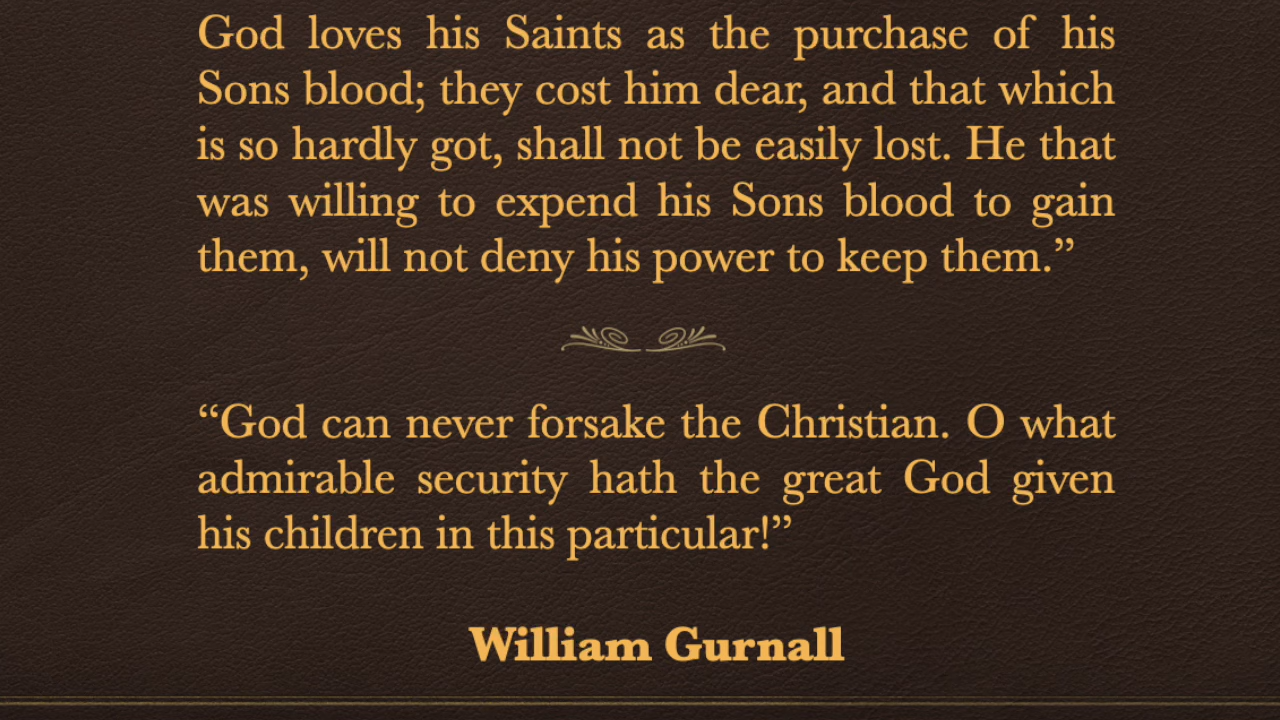 God loves his Saints as the purchase of his
Sons blood; they cost him dear, and that which
is so hardly got, shall not be easily lost. He that
was willing to expend his Sons blood to gain
them, will not deny his power to keep them.”
“God can never forsake the Christian. O what
admirable security hath the great God given
his children in this particular!”
William Gurnall